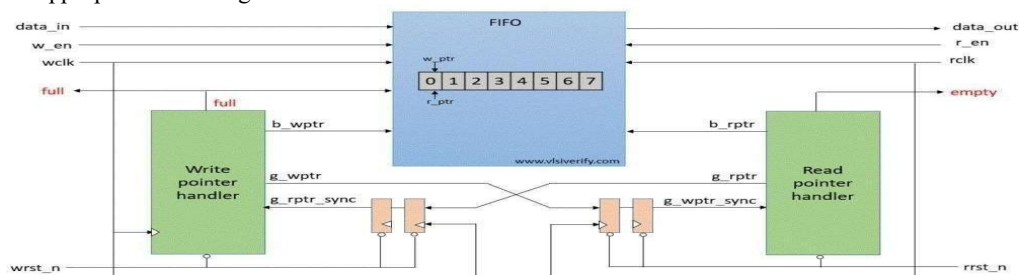 data_in
FIFO
data_out
w_en
r_en
wclk
w_ptr
rclk
0 1 2 3 4 5 6 7
full
full
r_ptr
empty
b_wptr
b_rptr
www.vlsiverify.com
Write
pointer
handler
g_wptr
g_rptr
Read
pointer
handler
g_rptr_sync
g_wptr_sync
wrst_n
rrst_n